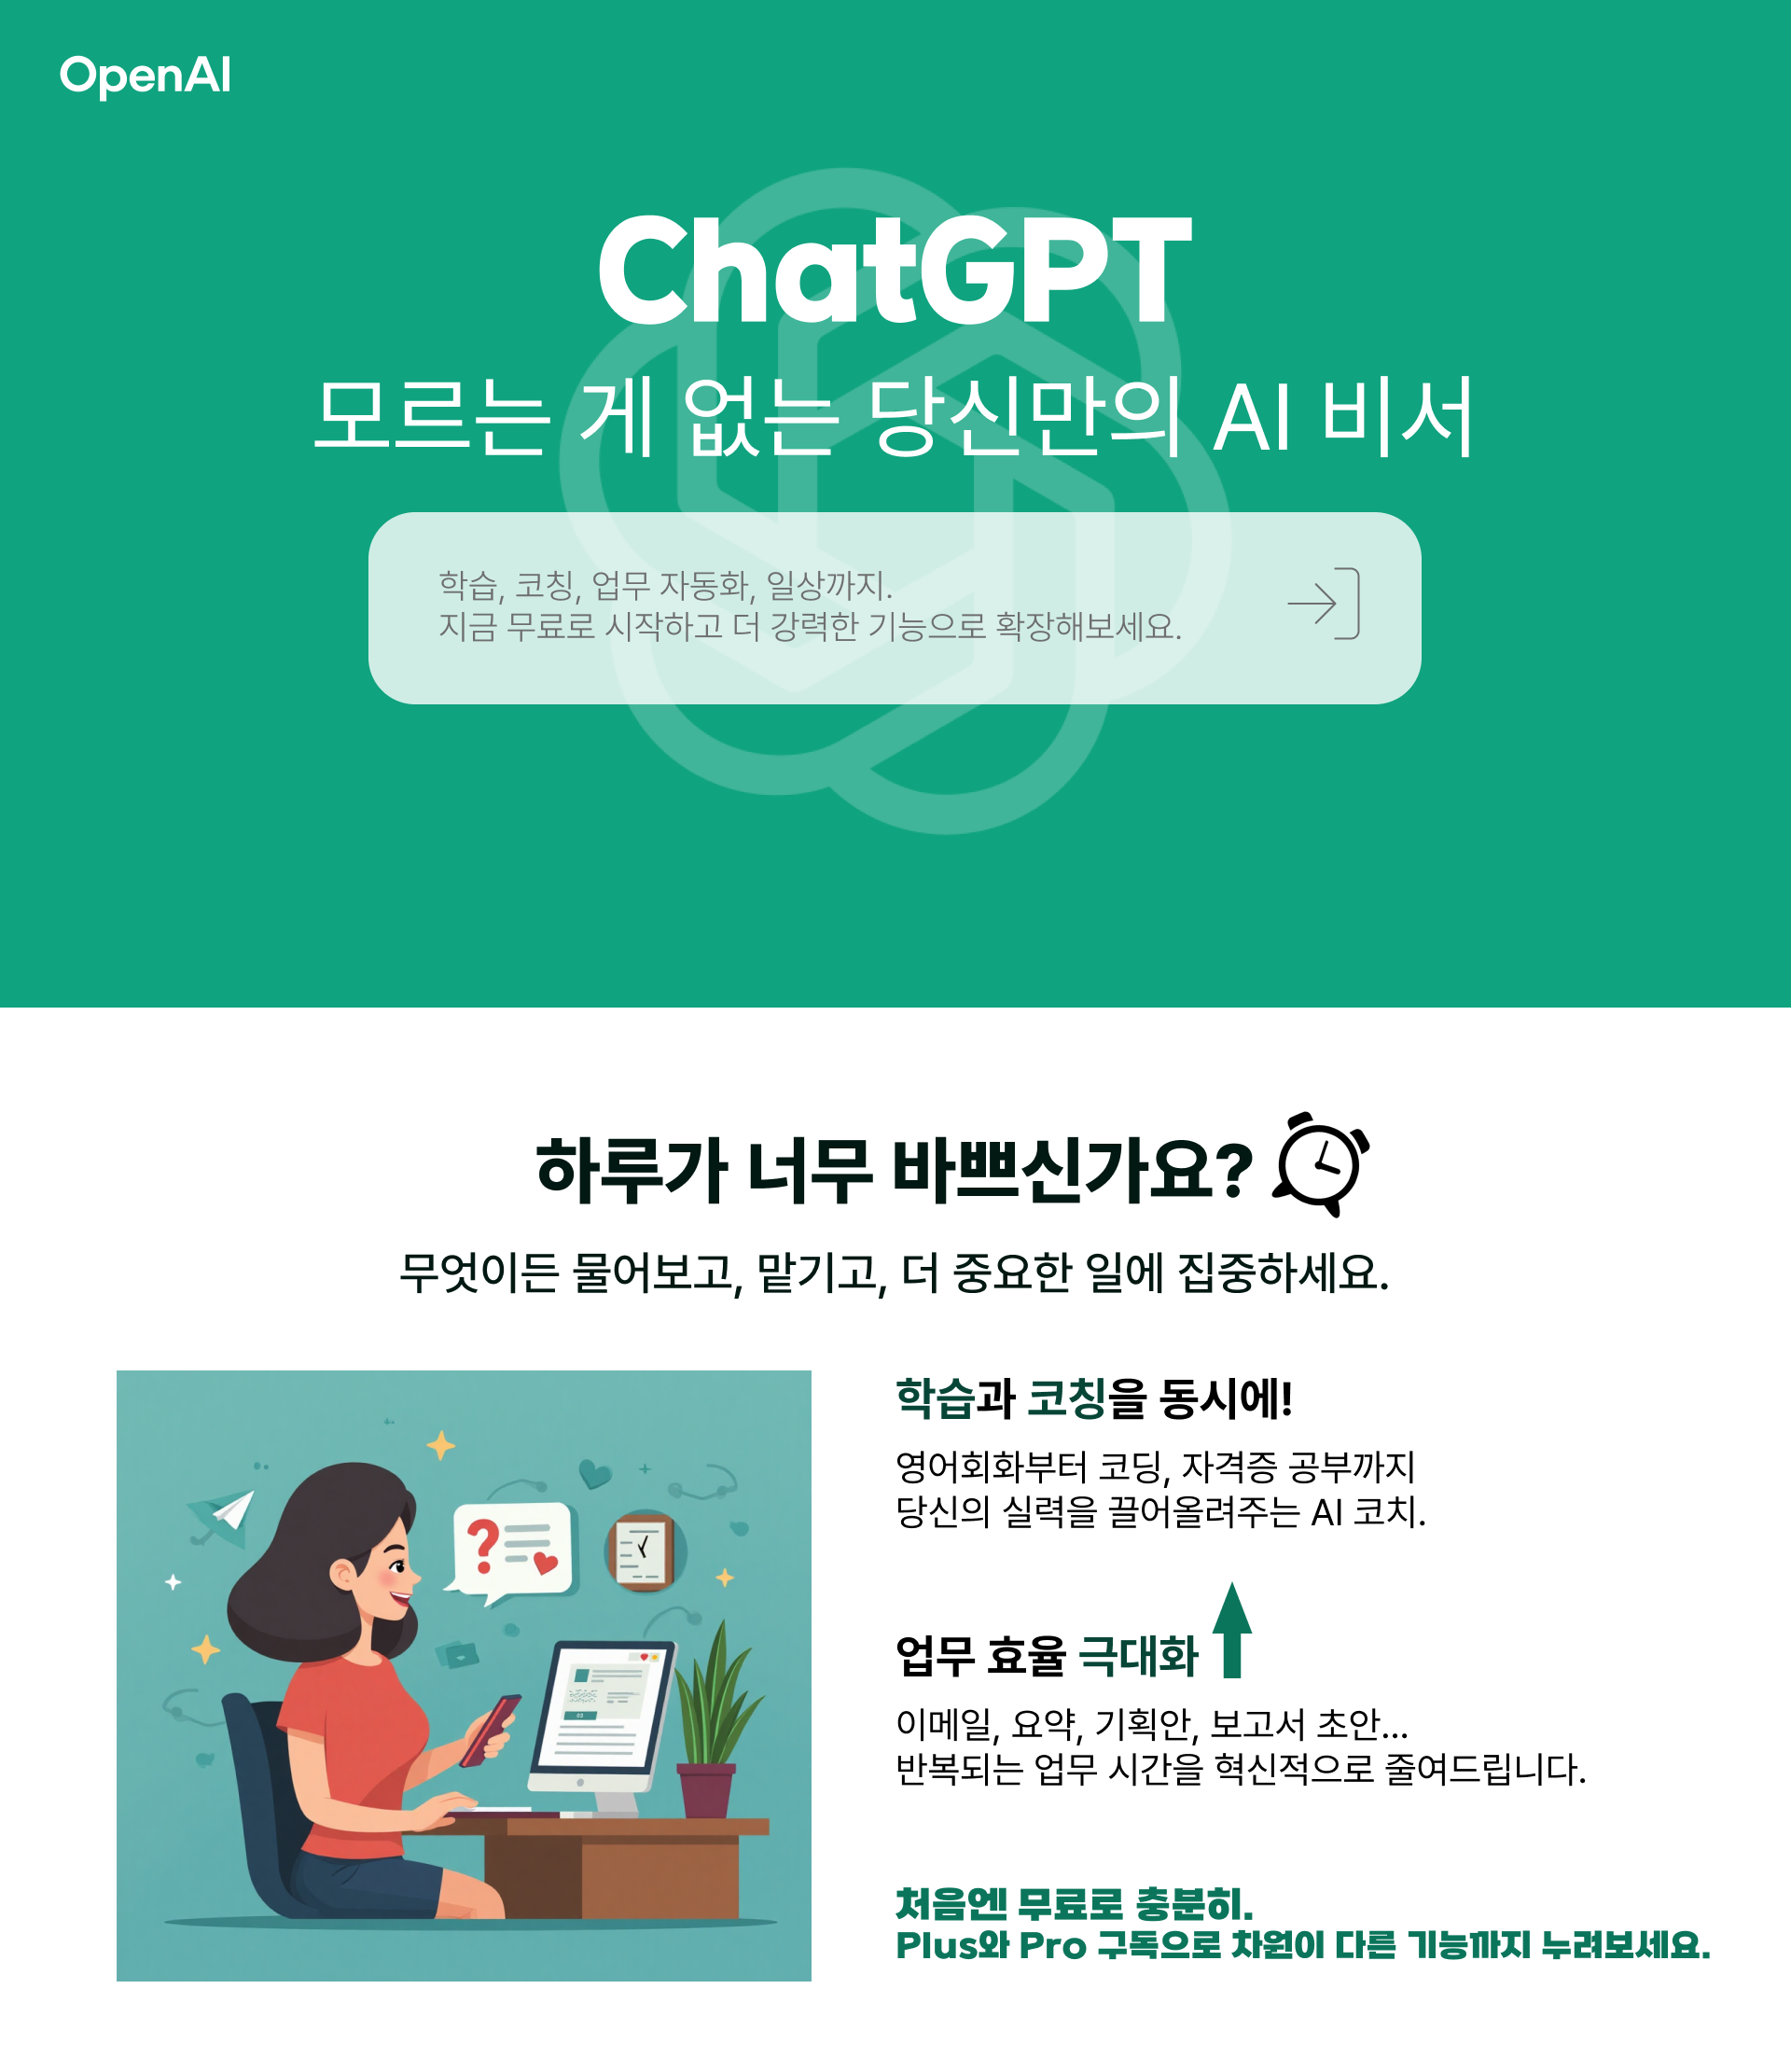 OpenAI
ChatGPT
모르는 게 없는 당신만의 AI 비서
학습, 코칭, 업무 자동화, 일상까지.
지금 무료로 시작하고 더 강력한 기능으로 확장해보세요.
하루가 너무 바쁘신가요?
무엇이든 물어보고, 맡기고, 더 중요한 일에 집중하세요.
학습과 코칭을 동시에!
영어회화부터 코딩, 자격증 공부까지
당신의 실력을 끌어올려주는 AI 코치.
?
업무 효율 극대화
이메일, 요약, 기획안, 보고서 초안...
반복되는 업무 시간을 혁신적으로 줄여드립니다.
처음엔 무료로 충분히.
Plus와 Pro 구독으로 차원이 다른 기능까지 누려보세요.